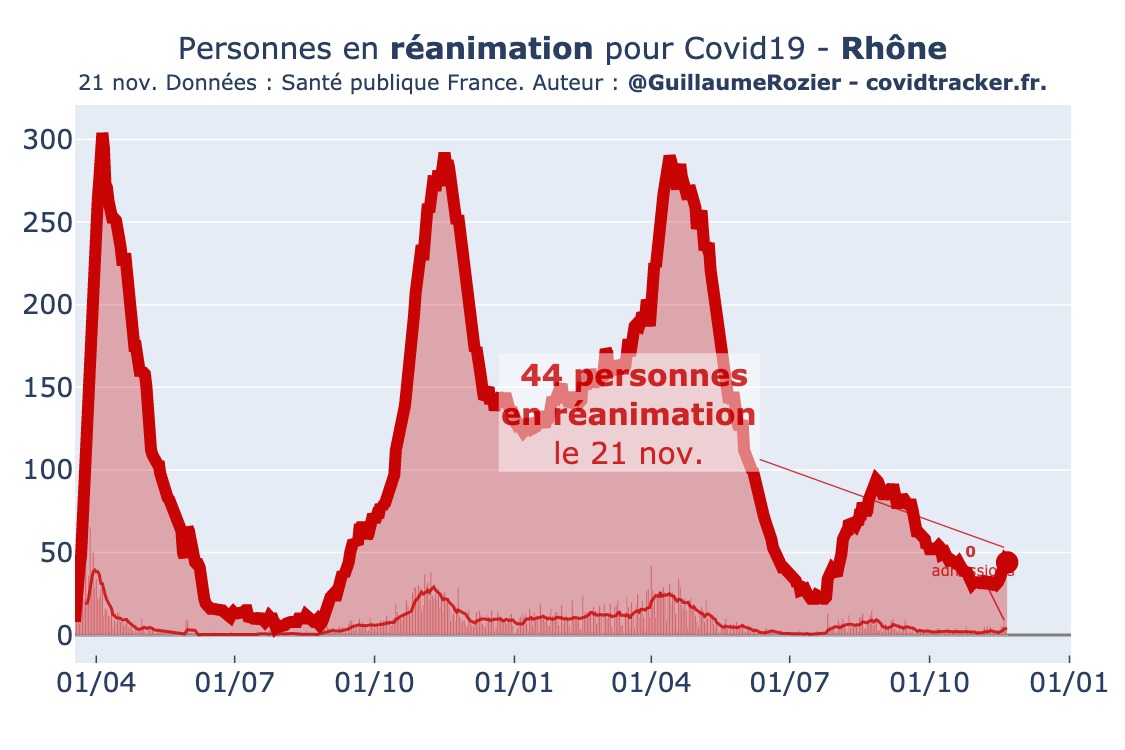 Personnes en réanimation pour Covid19 - Rhône
21 nov. Données : Santé publique France. Auteur : @GuillaumeRozier - covidtracker.fr.
300
250
200
150
100
50
0
44 personnes
en réanimation
le 21 nov.
0
admissions
01/04
01/07
01/10
01/01
01/04
01/07
01/10
01/01